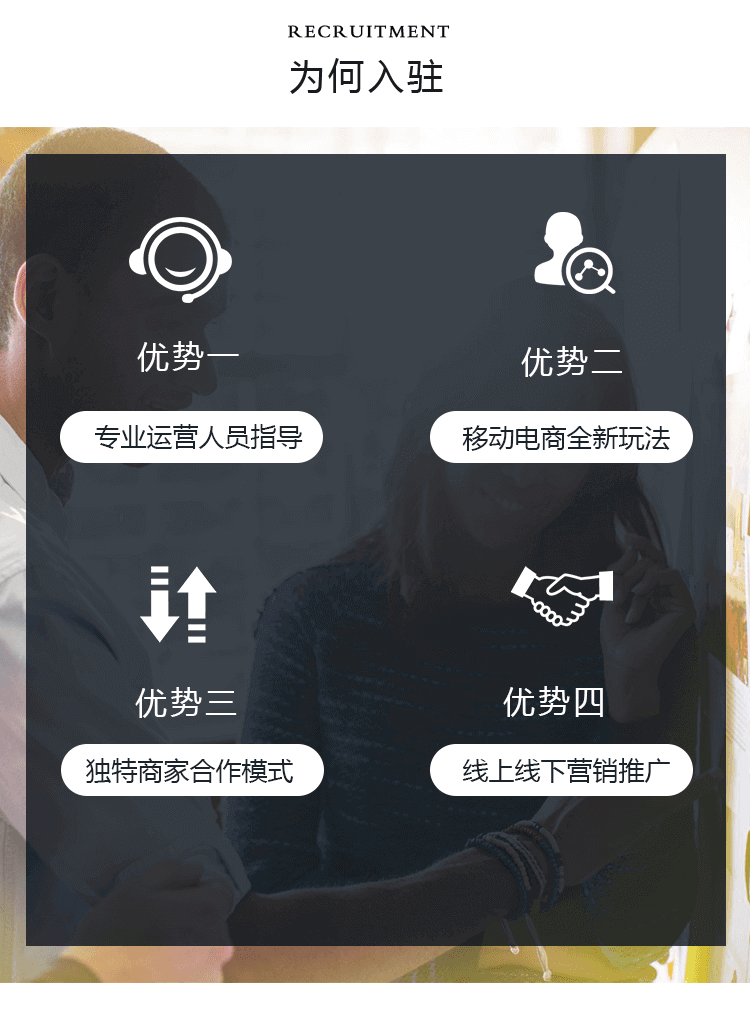 RECRUITMENT
为何入驻
优势一
优势二
专业运营人员指导
移动电商全新玩法
优势三
优势四
独特商家合作模式
线上线下营销推广